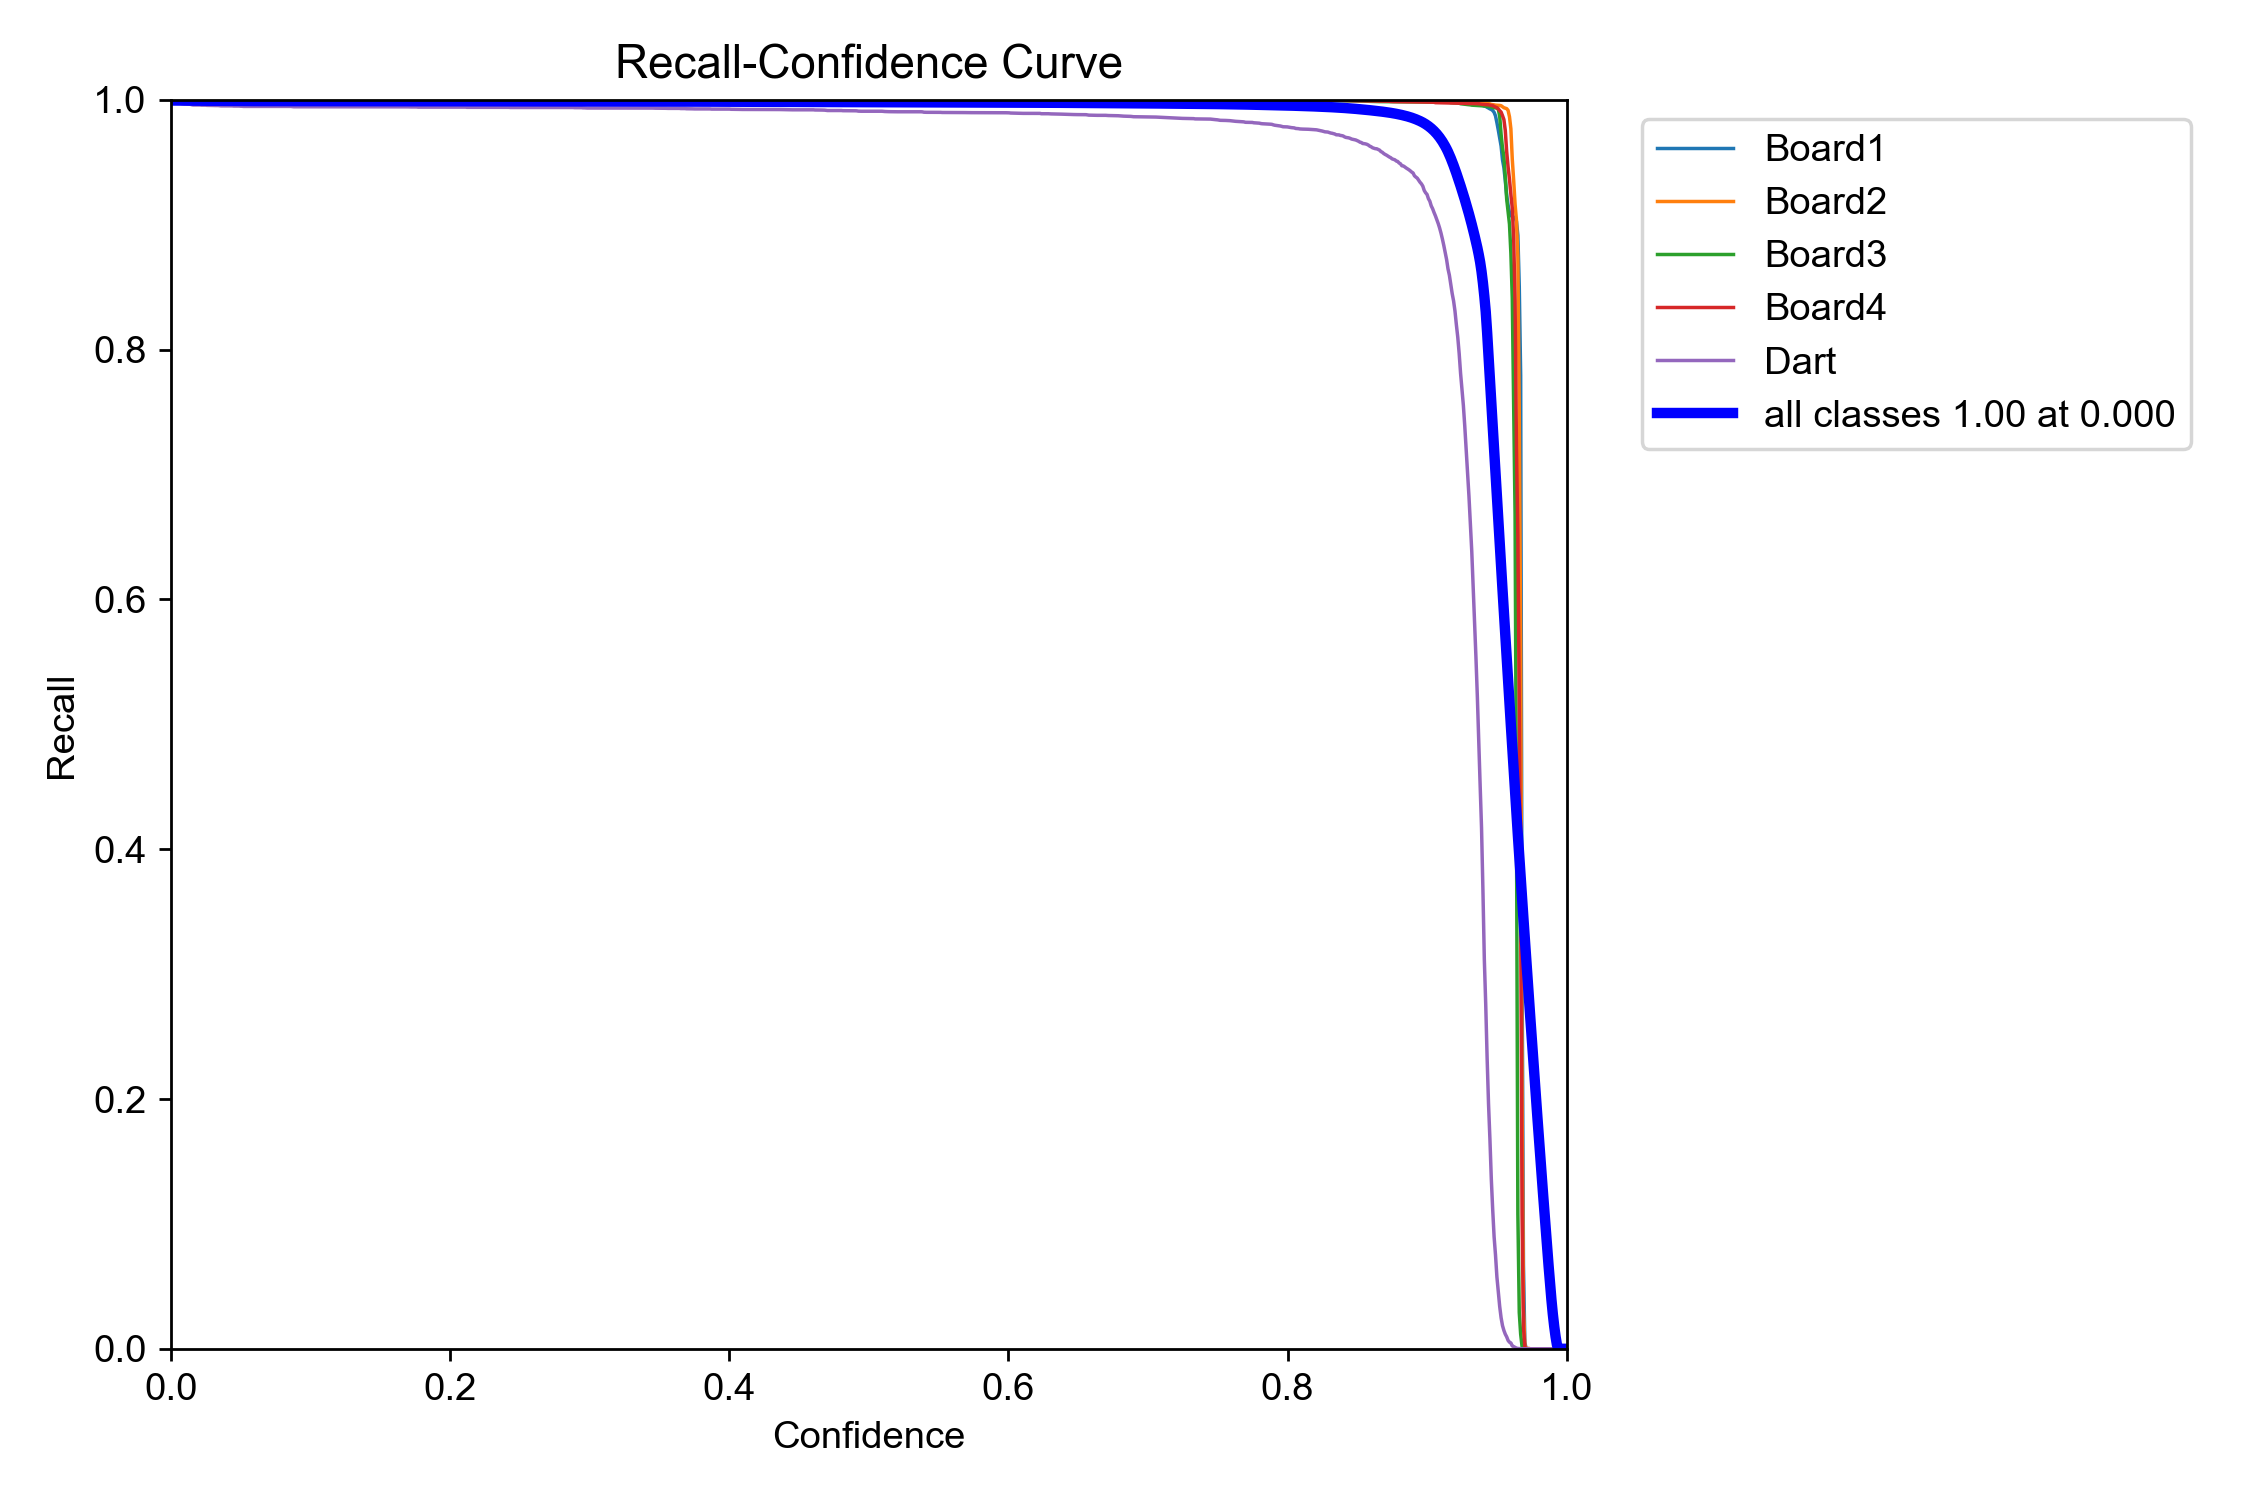 Recall-Confidence Curve
1.0
0.8
0.6
0.4
0.2
0.0
Recall
0.0 0.2 0.4 0.6 0.8 1.0
Confidence
Board1
Board2
Board3
Board4
Dart
all classes 1.00 at 0.000